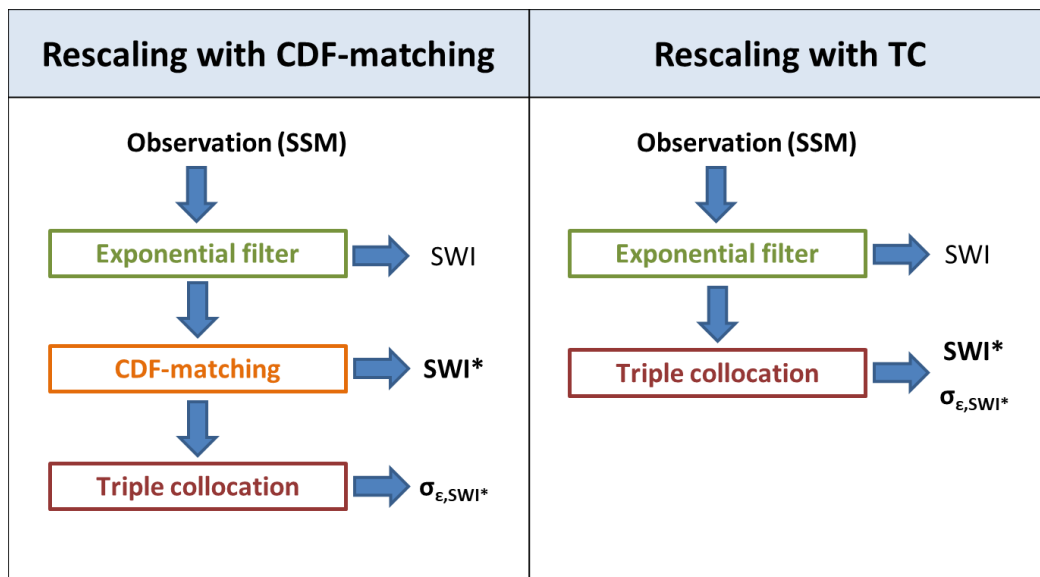 Rescaling with CDF-matching
Observation (SSM)
Exponential filter
SWI
CDF-matching
SWI*
Triple collocation
σε,SWI*
Rescaling with TC
Observation (SSM)
Exponential filter
SWI
Triple collocation
SWI*
σε,SWI*